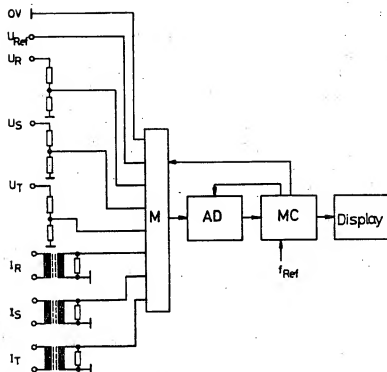 0V
U_Ref
U_R
U_S
U_T
M
AD
MC
Display
f_Ref
I_R
I_S
I_T